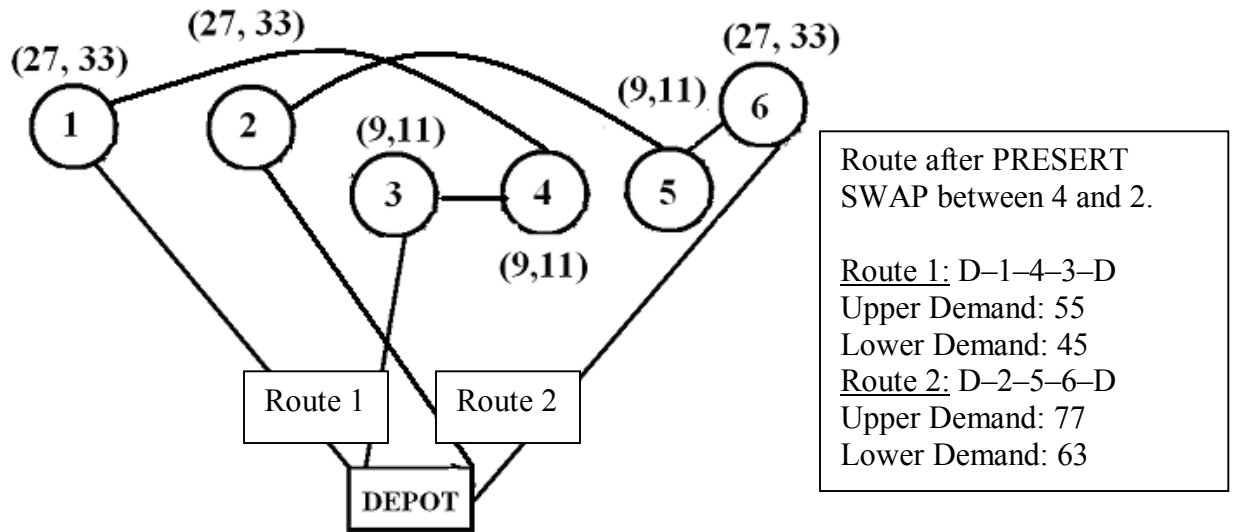 (27, 33)
(27, 33)
(27, 33)
(9,11)
1
2
6
(9,11)
3
4
5
(9,11)
Route 1
Route 2
DEPOT
Route after PRESERT
SWAP between 4 and 2.
Route 1: D–1–4–3–D
Upper Demand: 55
Lower Demand: 45
Route 2: D–2–5–6–D
Upper Demand: 77
Lower Demand: 63